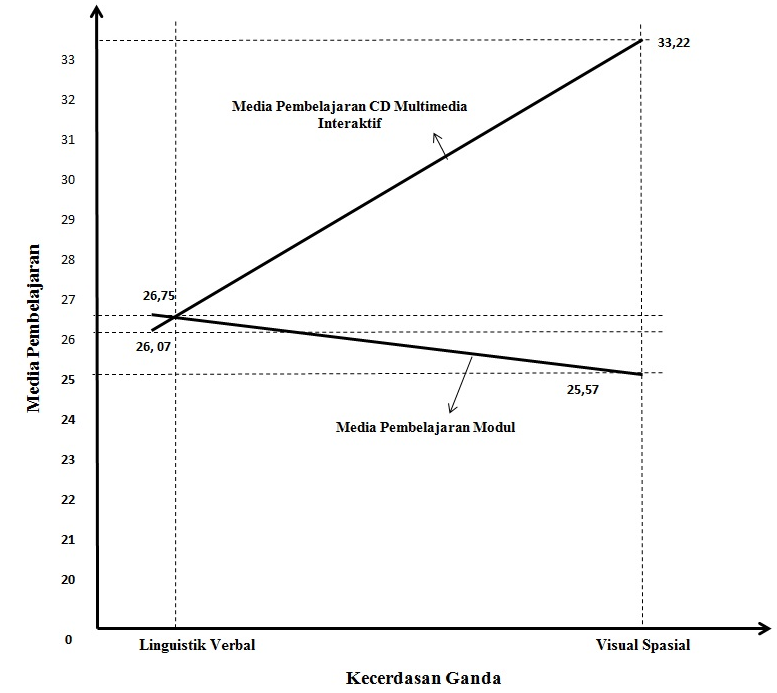 33
33,22
32
Media Pembelajaran CD Multimedia
Interaktif
31
30
29
28
27
26,75
26
26, 07
25
25,57
24
Media Pembelajaran Modul
23
22
21
20
0
Media Pembelajaran
Linguistik Verbal
Visual Spasial
Kecerdasan Ganda